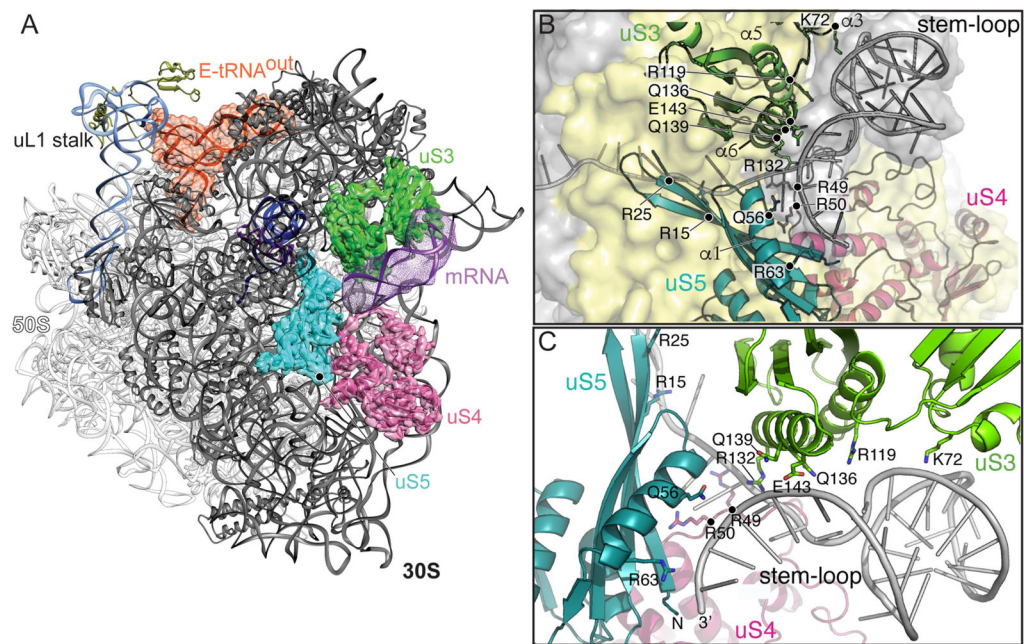 A
E-tRNAout
uL1 stalk
uS3
mRNA
50S
uS4
uS5
30S
B
K72
α3
stem-loop
uS3
α5
R119
Q136
E143
Q139
α6
R132
R49
R50
uS4
R25
Q56
R15
α1
uS5
R63
C
R25
uS5
R15
Q139
R132
R119
K72
uS3
E143
Q136
Q56
R49
R50
R63
stem-loop
N
3'
uS4